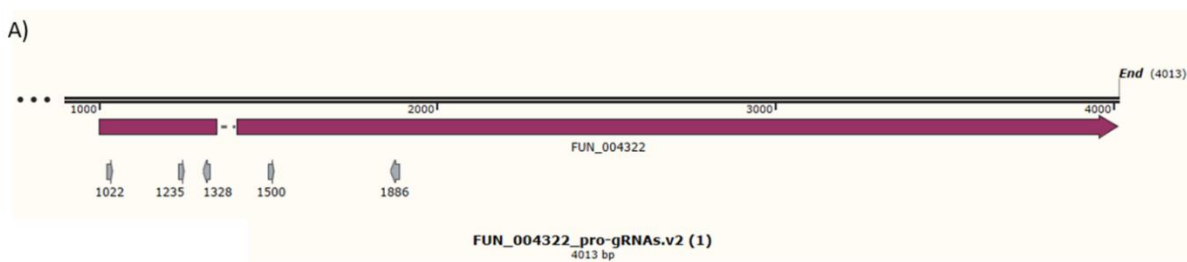 A)
End (4013)
1000 2000 3000 4000
FUN_004322
1022 1235 1328 1500 1886
FUN_004322_pro-gRNAs.v2 (1)
4013 bp